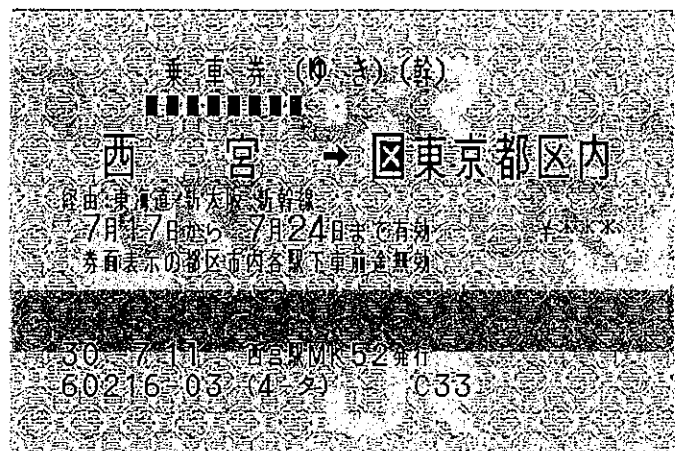 乗車券 (ゆき)(幹)
西宮 → 区東京都区内
経由:東海道・新大阪・新幹線
7月17日から 7月24日まで有効 ¥***
券面表示の都区市内各駅下車前途無効
30.-7.11 西宮駅MK52発行
60216-03 (4-タ) C33